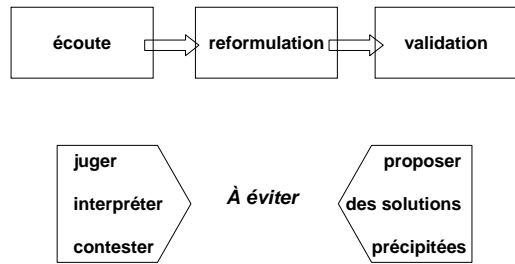 écoute
reformulation
validation
juger
interpréter
contester
À éviter
proposer
des solutions
précipitées